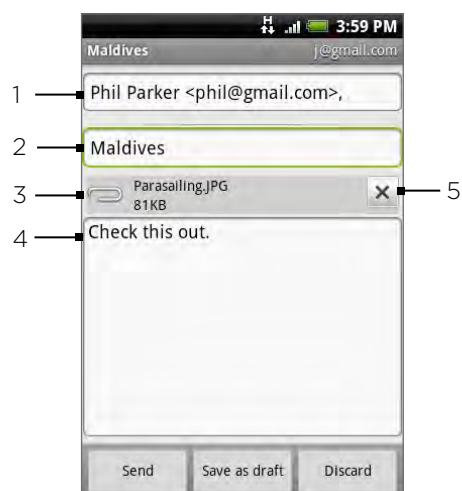 H 3:59 PM
Maldives j@gmail.com
1 Phil Parker <phil@gmail.com>,
2 Maldives
3 Parasailing.JPG 5
81KB
4 Check this out.
Send Save as draft Discard